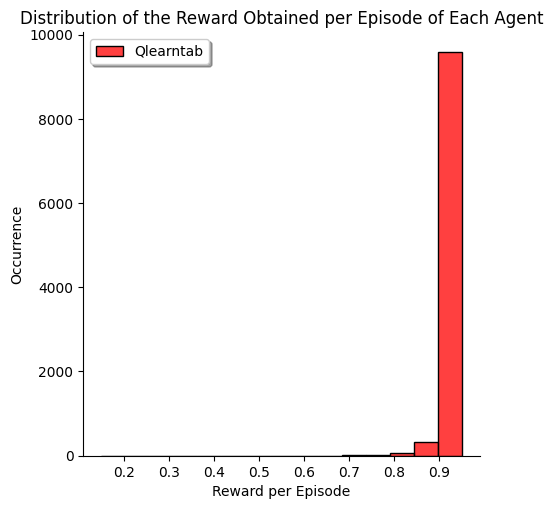 Distribution of the Reward Obtained per Episode of Each Agent
Qlearntab
10000
8000
6000
4000
2000
0
Occurrence
0.2 0.3 0.4 0.5 0.6 0.7 0.8 0.9
Reward per Episode